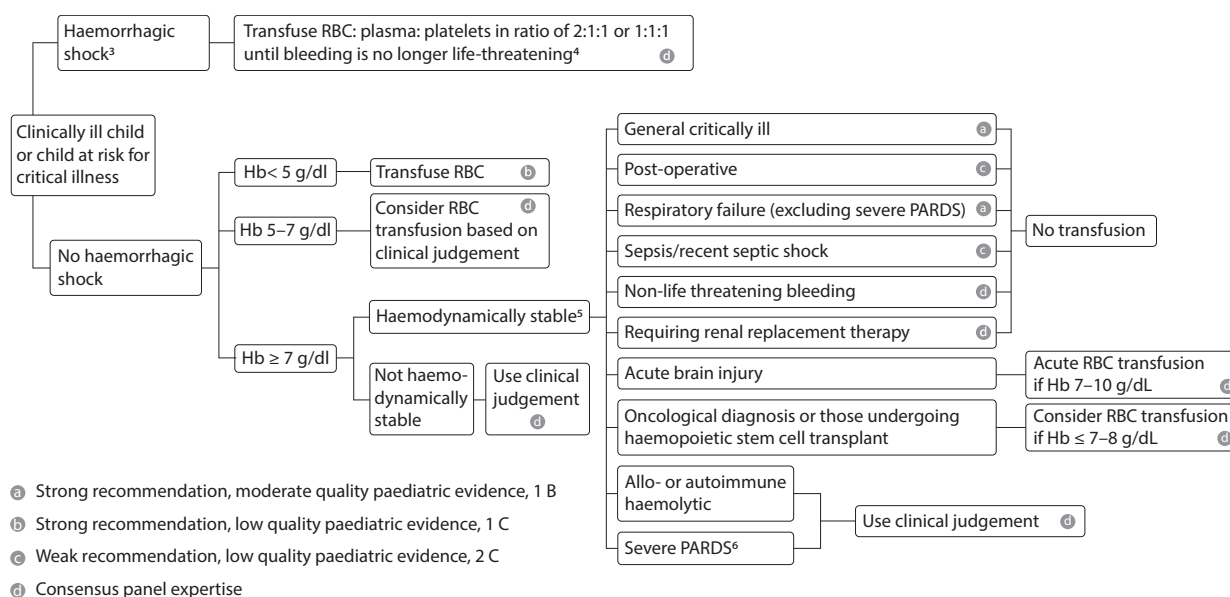 Haemorrhagic
shock³
Transfuse RBC: plasma: platelets in ratio of 2:1:1 or 1:1:1
until bleeding is no longer life-threatening⁴ d
Clinically ill child
or child at risk for
critical illness
No haemorrhagic
shock
Hb< 5 g/dl
Transfuse RBC b
Hb 5–7 g/dl
Consider RBC d
transfusion based on
clinical judgement
Hb ≥ 7 g/dl
Haemodynamically stable⁵
Not haemo-
dynamically
stable
Use clinical
judgement
d
General critically ill a
Post-operative c
Respiratory failure (excluding severe PARDS) a
Sepsis/recent septic shock c
Non-life threatening bleeding d
Requiring renal replacement therapy d
No transfusion
Acute brain injury
Acute RBC transfusion
if Hb 7–10 g/dL d
Oncological diagnosis or those undergoing
haemopoietic stem cell transplant
Consider RBC transfusion
if Hb ≤ 7–8 g/dL d
Allo- or autoimmune
haemolytic
Severe PARDS⁶
Use clinical judgement d
a Strong recommendation, moderate quality paediatric evidence, 1 B
b Strong recommendation, low quality paediatric evidence, 1 C
c Weak recommendation, low quality paediatric evidence, 2 C
d Consensus panel expertise